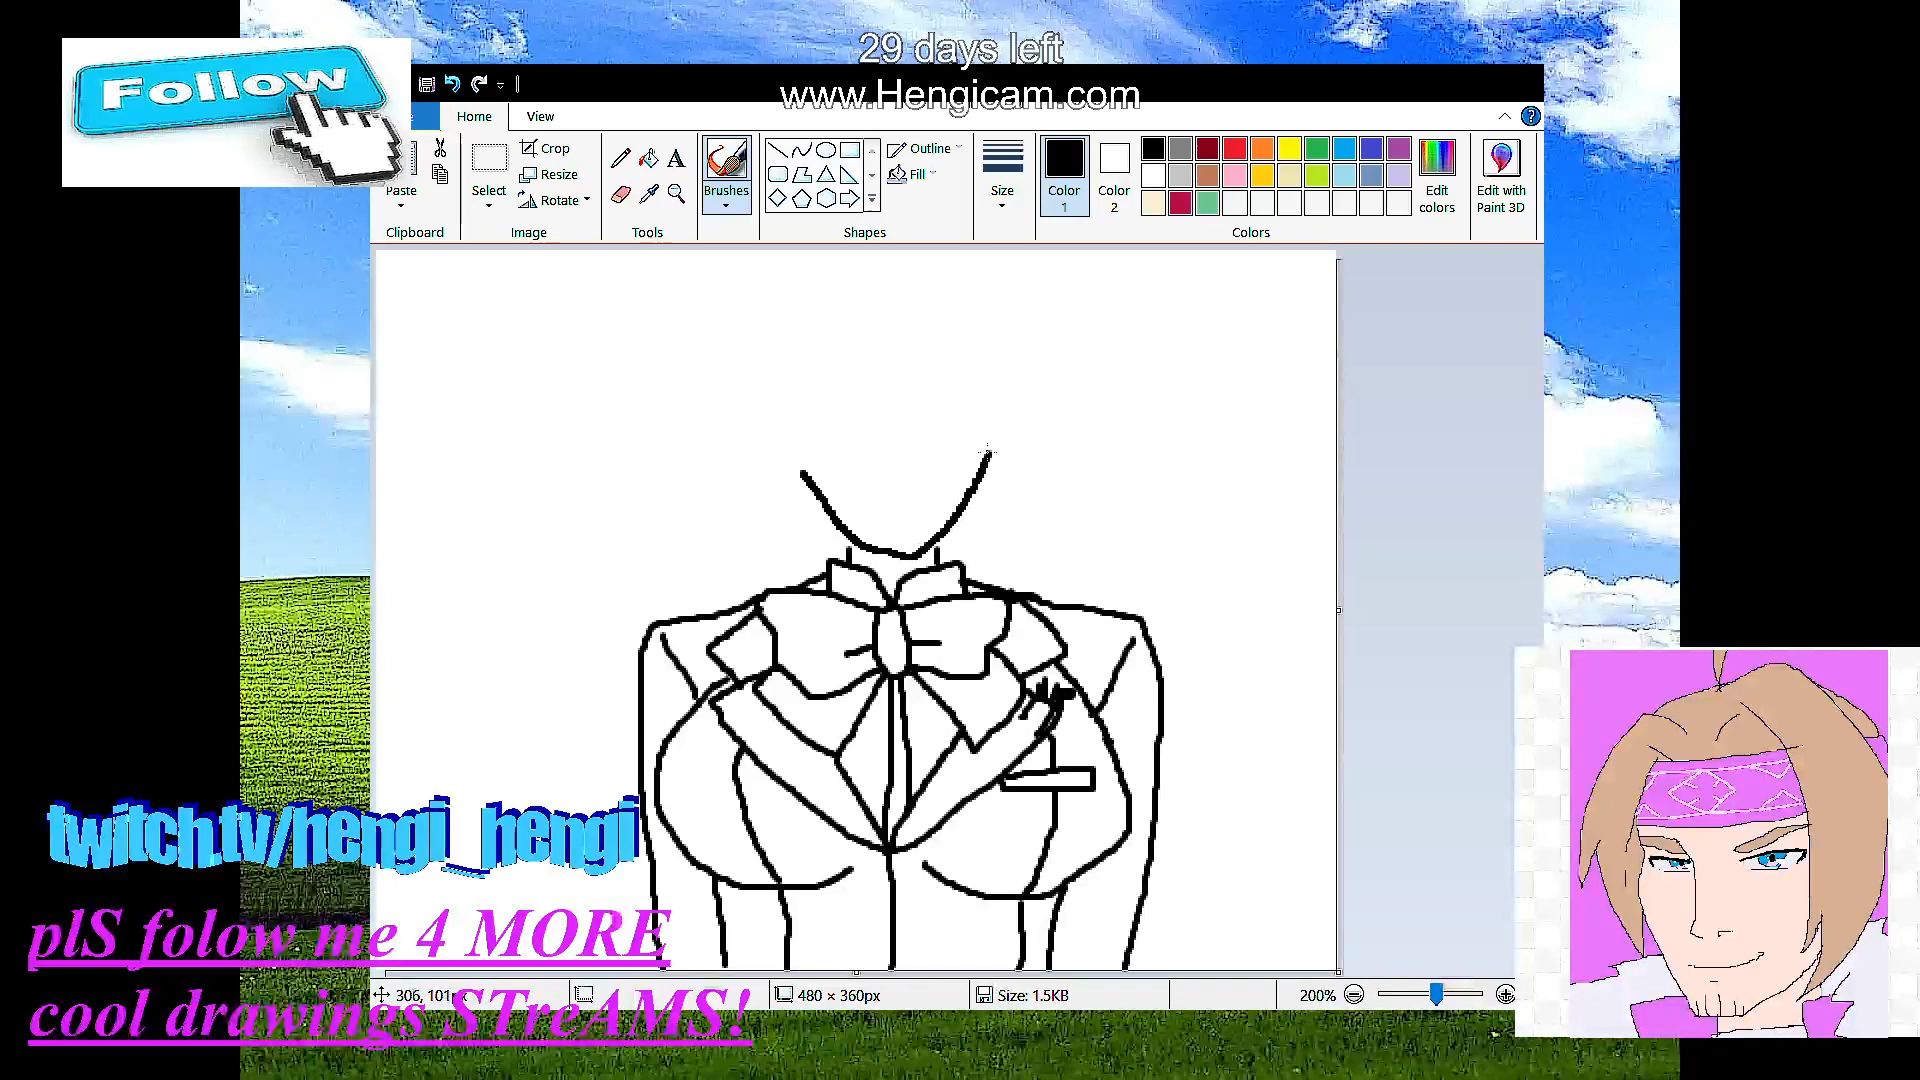 29 days left
Follow
www.Hengicam.com
Home View
Crop
Resize
Rotate
Paste
Select
Brushes
Outline
Fill
Size
Color 1
Color 2
Edit colors
Edit with Paint 3D
Clipboard
Image
Tools
Shapes
Colors
twitch.tv/hengi_hengi
plS folow me 4 MORE
cool drawings STreAMS!
306, 101px
480 × 360px
Size: 1.5KB
200%